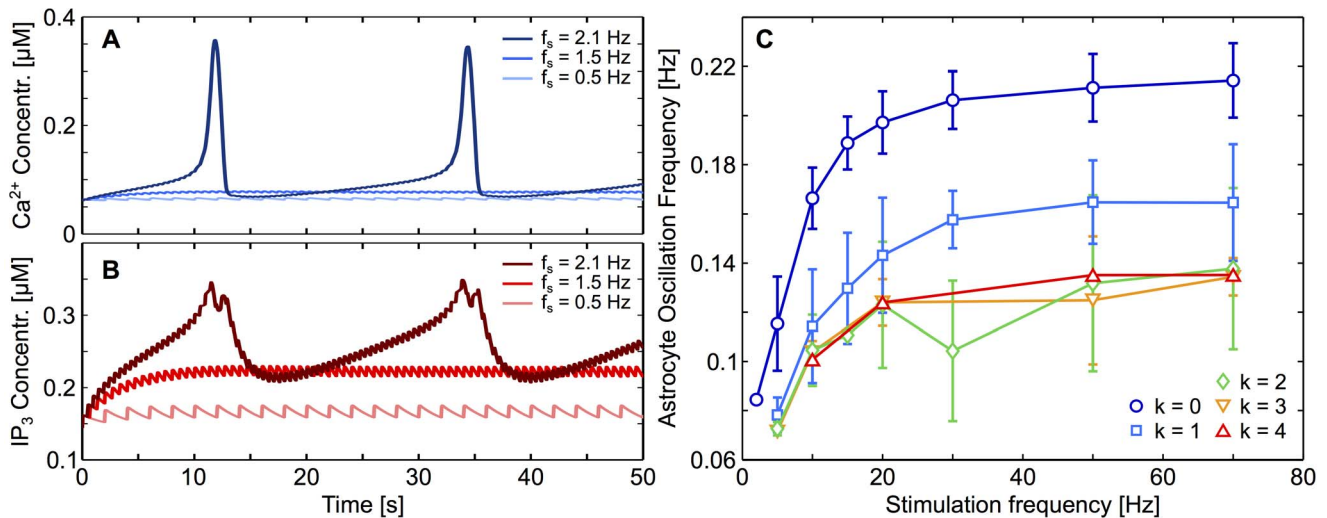 A
Ca²⁺ Concentr. [µM]
0.4
0.2
0
fₛ = 2.1 Hz
fₛ = 1.5 Hz
fₛ = 0.5 Hz
B
IP₃ Concentr. [µM]
0.3
0.2
0.1
fₛ = 2.1 Hz
fₛ = 1.5 Hz
fₛ = 0.5 Hz
0 10 20 30 40 50
Time [s]
C
Astrocyte Oscillation Frequency [Hz]
0.22
0.18
0.14
0.1
0.06
k = 0
k = 1
k = 2
k = 3
k = 4
0 20 40 60 80
Stimulation frequency [Hz]